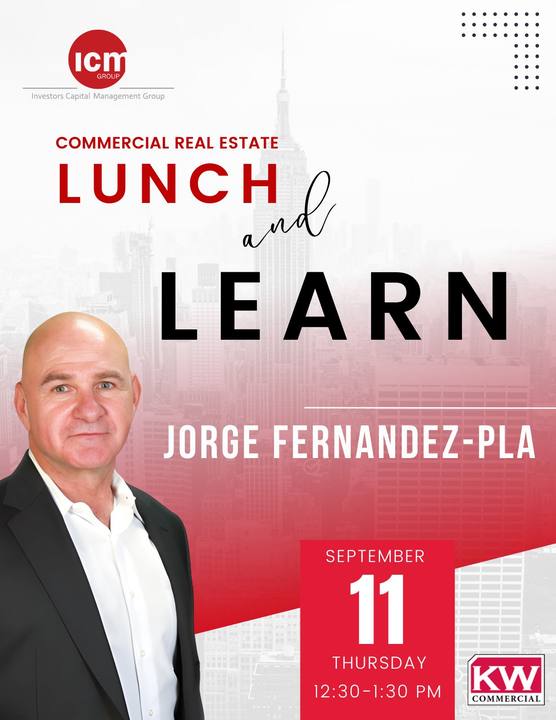 icm
GROUP
Investors Capital Management Group
COMMERCIAL REAL ESTATE
LUNCH
and
LEARN
JORGE FERNANDEZ-PLA
SEPTEMBER
11
THURSDAY
12:30-1:30 PM
KW
COMMERCIAL